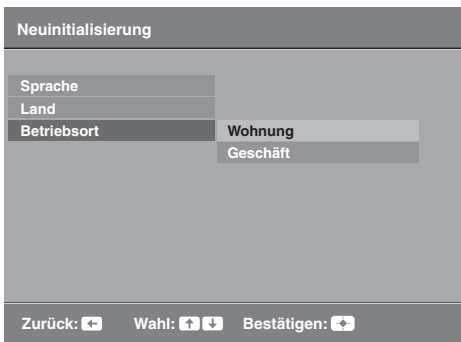 Neuinitialisierung
Sprache
Land
Betriebsort Wohnung
Geschäft
Zurück: Wahl: Bestätigen: